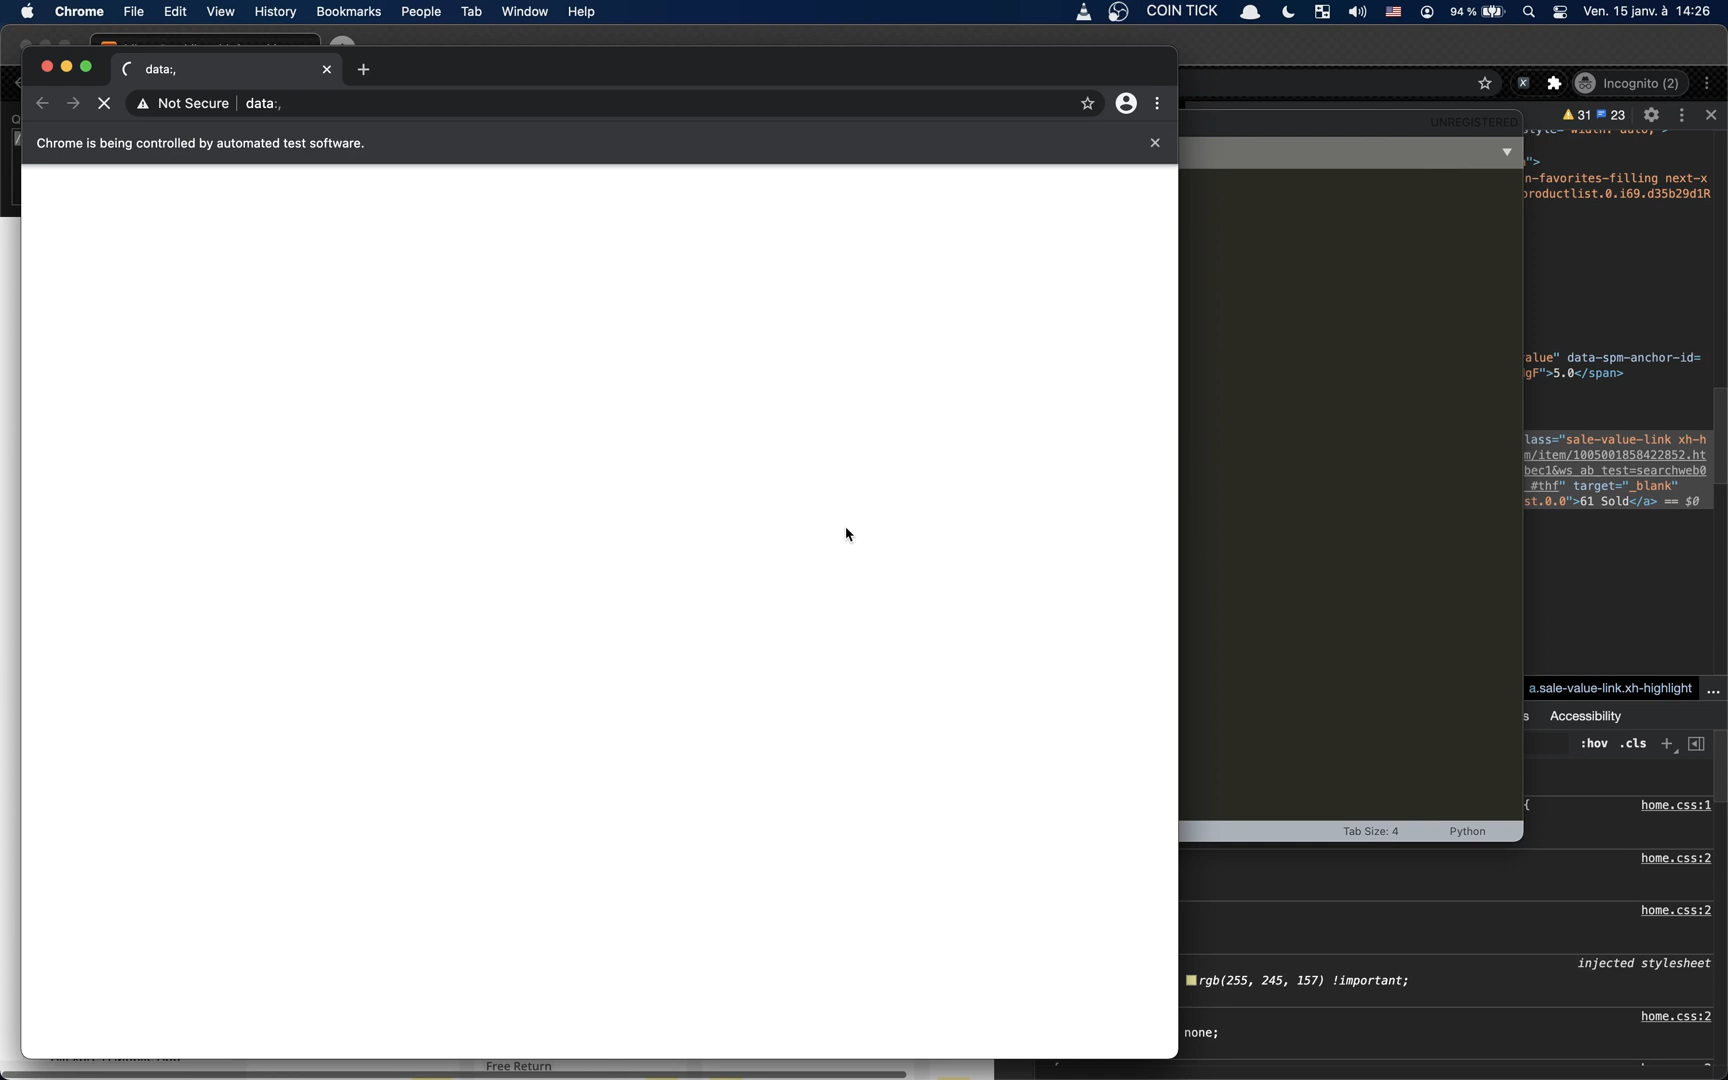 Chrome File Edit View History Bookmarks People Tab Window Help COIN TICK 94 % Ven. 15 janv. à 14:26
data:,
Not Secure data:,
Incognito (2)
31 23
Chrome is being controlled by automated test software.
UNREGISTERED
">
n-favorites-filling next-x
productlist.0.i69.d35b29d1R
alue" data-spm-anchor-id=
gF">5.0</span>
lass="sale-value-link xh-h
m/item/1005001858422852.ht
bec1&ws_ab_test=searchweb0
_#thf" target="_blank"
st.0.0">61 Sold</a> == $0
a.sale-value-link.xh-highlight ...
s Accessibility
:hov .cls
{ home.css:1
Tab Size: 4 Python
home.css:2
home.css:2
injected stylesheet
rgb(255, 245, 157) !important;
home.css:2
none;
Free Return